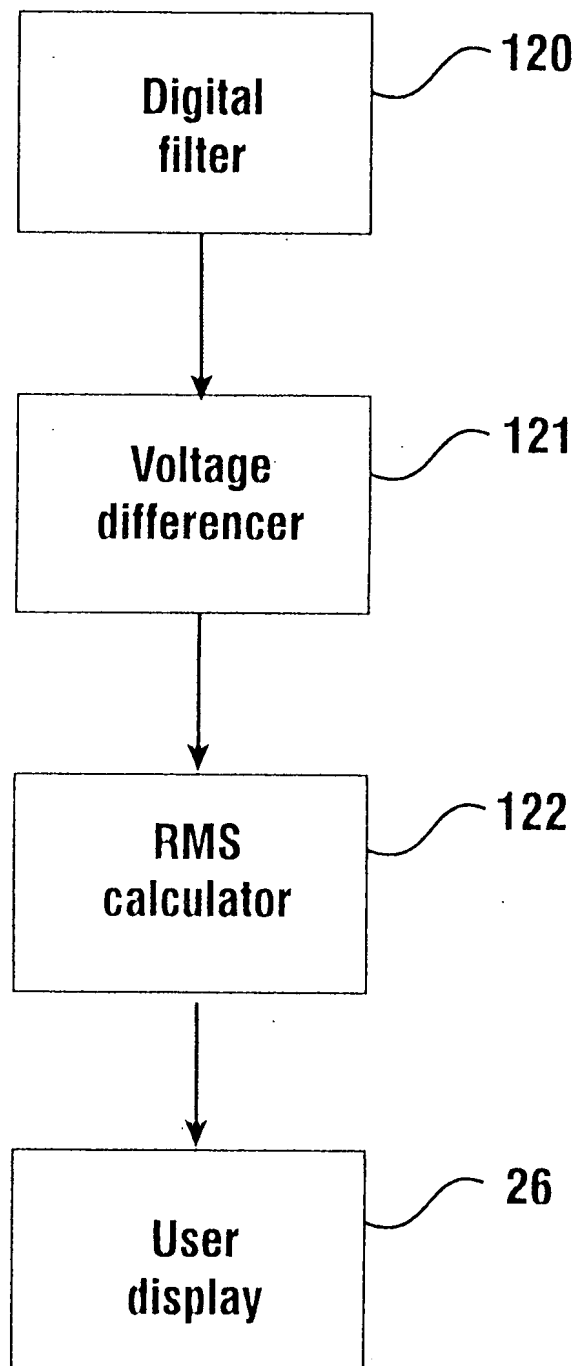 120
Digital
filter
121
Voltage
differencer
122
RMS
calculator
26
User
display